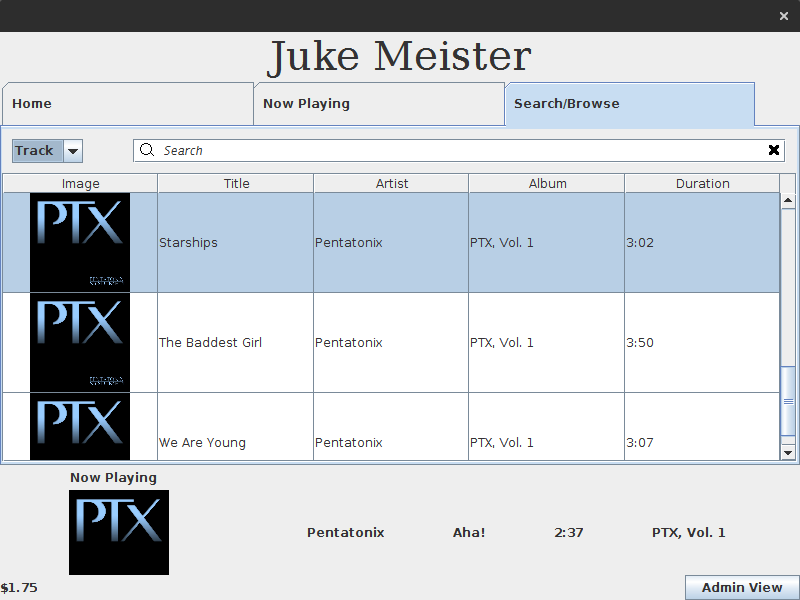 Juke Meister
Home Now Playing Search/Browse
Track Search
Image Title Artist Album Duration
PTX
Starships Pentatonix PTX, Vol. 1 3:02
PTX
The Baddest Girl Pentatonix PTX, Vol. 1 3:50
PTX
We Are Young Pentatonix PTX, Vol. 1 3:07
Now Playing
PTX
Pentatonix Aha! 2:37 PTX, Vol. 1
$1.75 Admin View